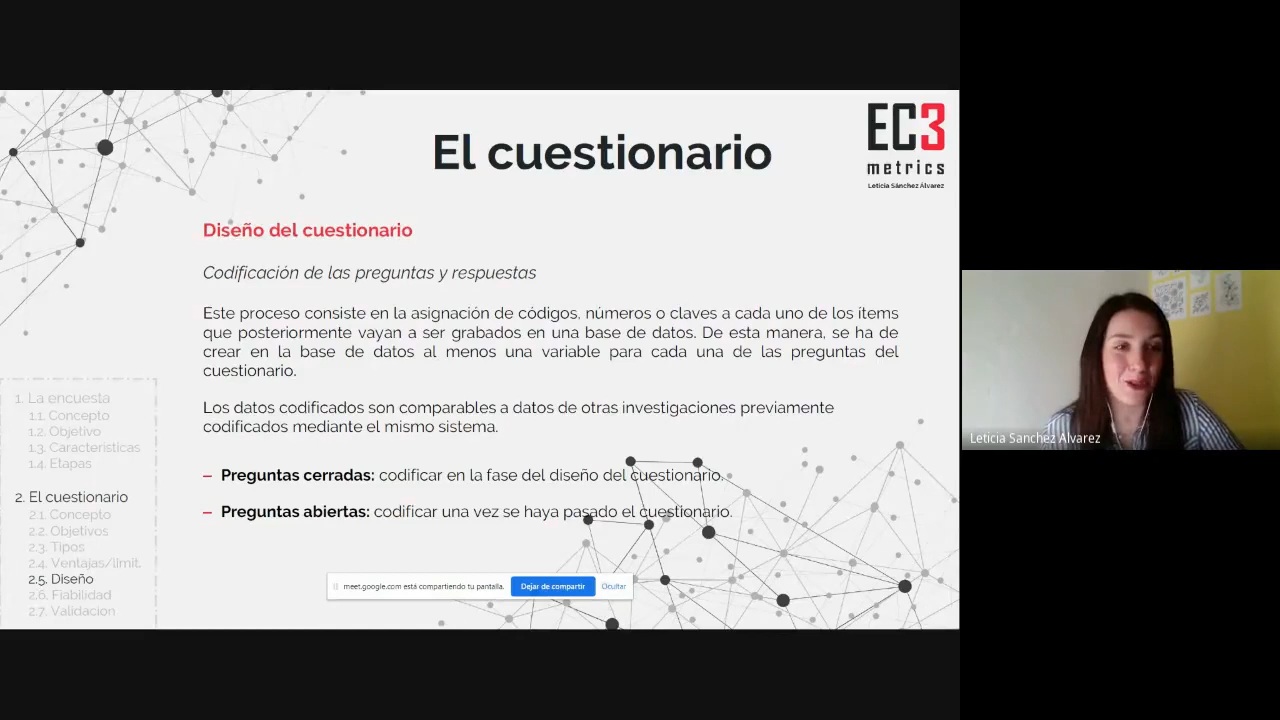 El cuestionario
EC3
metrics
Leticia Sánchez Álvarez
Diseño del cuestionario
Codificación de las preguntas y respuestas
Este proceso consiste en la asignación de códigos, números o claves a cada uno de los ítems
que posteriormente vayan a ser grabados en una base de datos. De esta manera, se ha de
crear en la base de datos al menos una variable para cada una de las preguntas del
cuestionario.
Los datos codificados son comparables a datos de otras investigaciones previamente
codificados mediante el mismo sistema.
– Preguntas cerradas: codificar en la fase del diseño del cuestionario.
– Preguntas abiertas: codificar una vez se haya pasado el cuestionario.
1. La encuesta
1.1. Concepto
1.2. Objetivo
1.3. Características
1.4. Etapas
2. El cuestionario
2.1. Concepto
2.2. Objetivos
2.3. Tipos
2.4. Ventajas/limit.
2.5. Diseño
2.6. Fiabilidad
2.7. Validacion
meet.google.com está compartiendo tu pantalla. Dejar de compartir Ocultar
Leticia Sanchez Alvarez